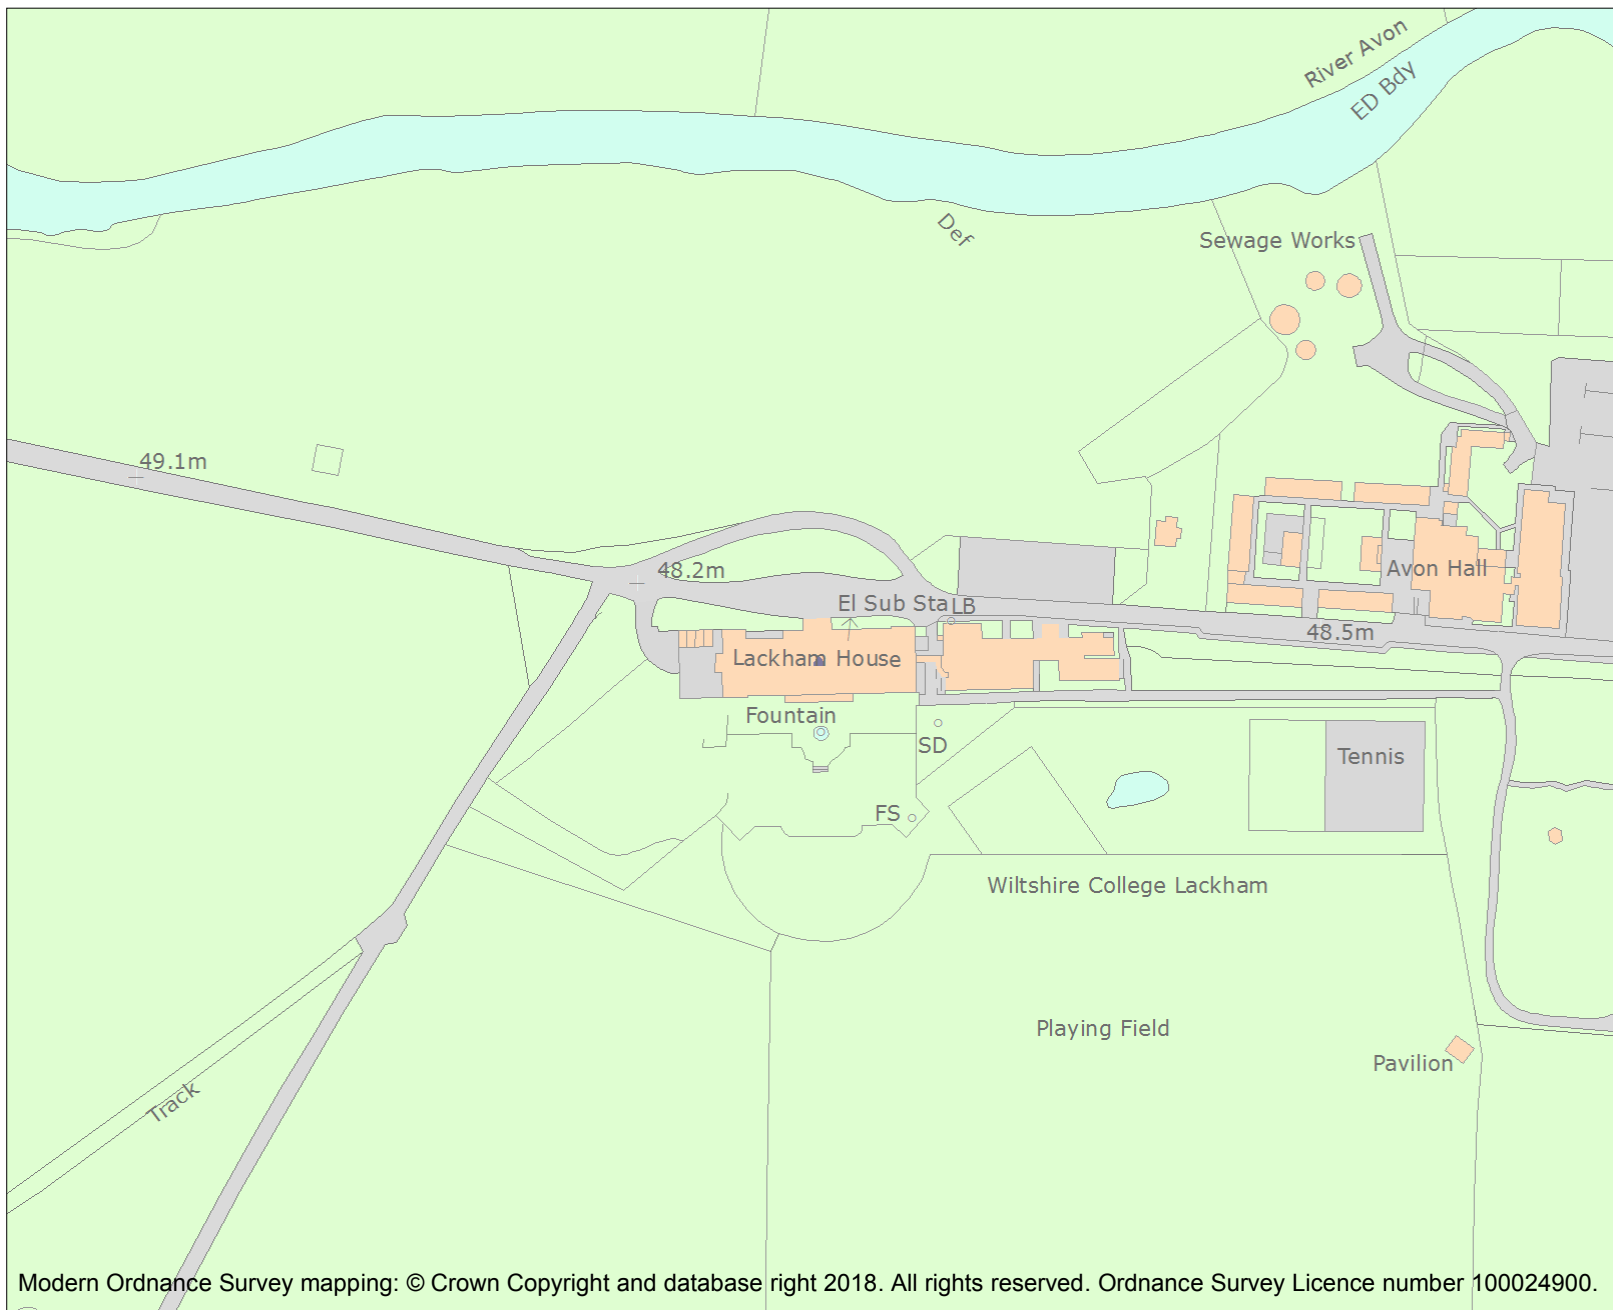 River Avon
ED Bdy
Def
Sewage Works
49.1m
48.2m
Avon Hall
El Sub Sta
LB
48.5m
Lackham House
Fountain
SD
Tennis
FS
Wiltshire College Lackham
Playing Field
Pavilion
Track
Modern Ordnance Survey mapping: © Crown Copyright and database right 2018. All rights reserved. Ordnance Survey Licence number 100024900.